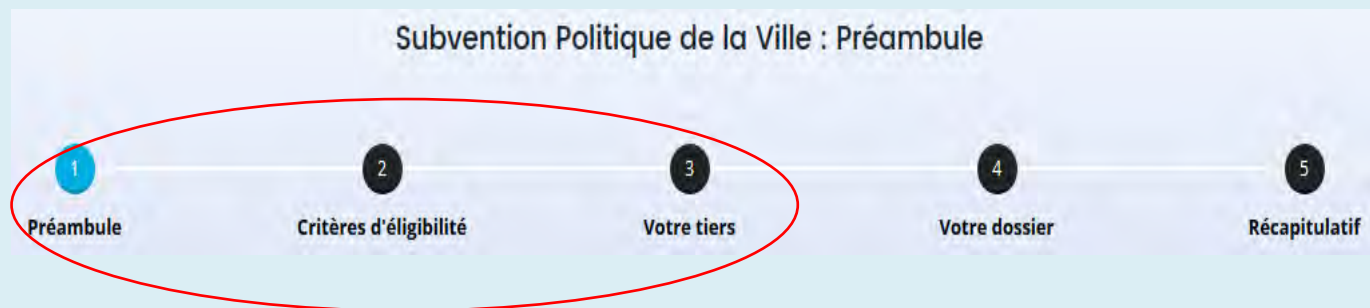 Subvention Politique de la Ville : Préambule
1 2 3 4 5
Préambule Critères d'éligibilité Votre tiers Votre dossier Récapitulatif